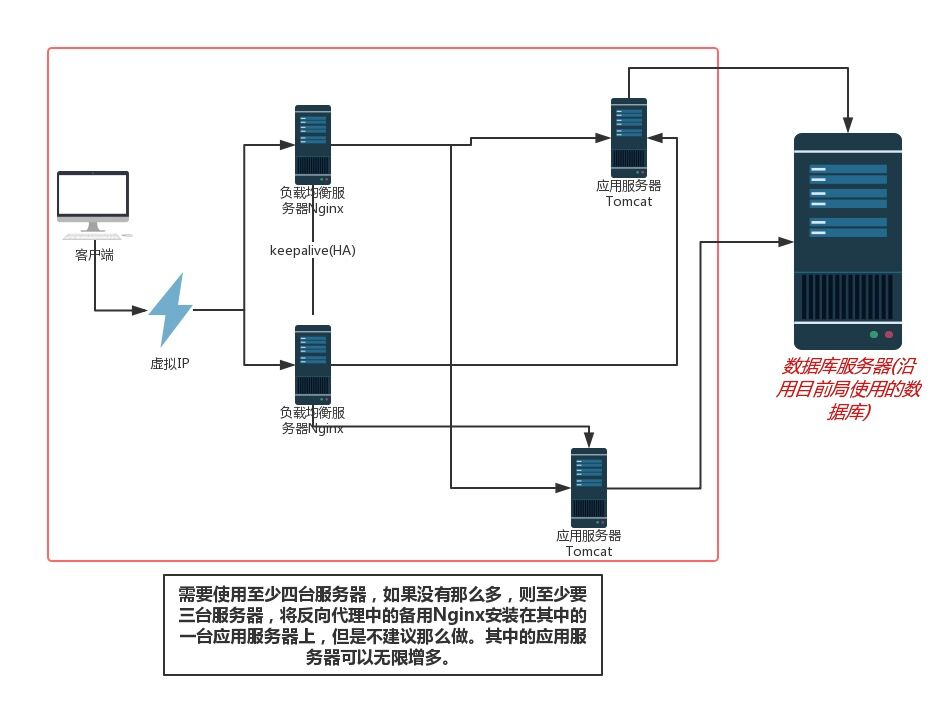 负载均衡服
务器Nginx
应用服务器
Tomcat
客户端
keepalive(HA)
虚拟IP
数据库服务器(沿
用目前局使用的数
据库)
负载均衡服
务器Nginx
应用服务器
Tomcat
需要使用至少四台服务器，如果没有那么多，则至少要
三台服务器，将反向代理中的备用Nginx安装在其中的
一台应用服务器上，但是不建议那么做。其中的应用服
务器可以无限增多。